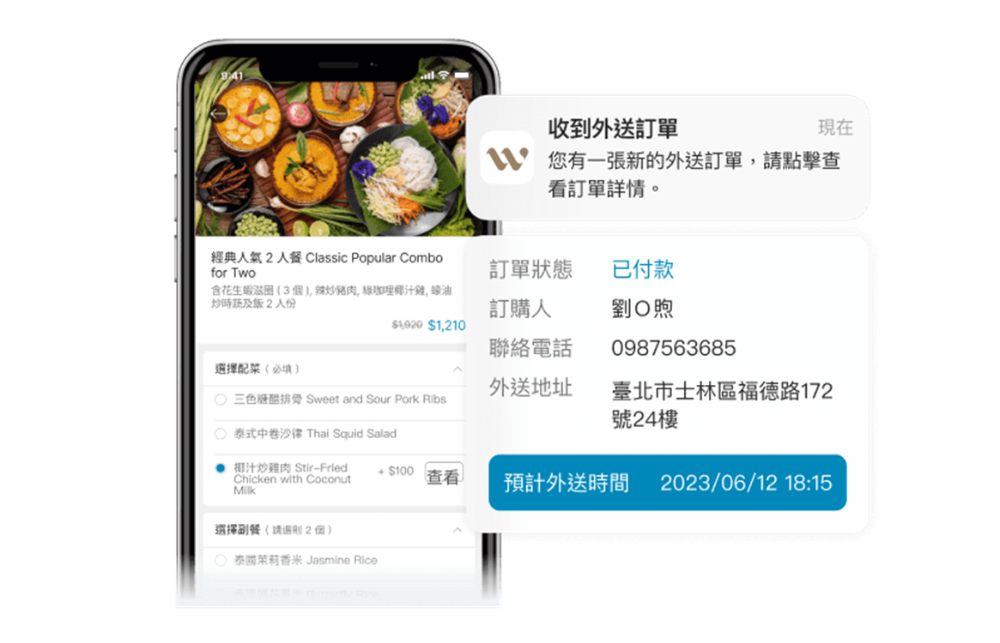 9:41
經典人氣 2 人餐 Classic Popular Combo
for Two
含花生蝦滋圈 ( 3 個 ), 辣炒豬肉, 綠咖哩椰汁雞, 蠔油
炒時蔬及飯 2 人份
$1,920 $1,210
選擇配菜 ( 必填 )
三色糖醋排骨 Sweet and Sour Pork Ribs
泰式中卷沙律 Thai Squid Salad
椰汁炒雞肉 Stir-Fried
Chicken with Coconut
Milk
+ $100
查看
選擇副餐 ( 請選則 2 個 )
泰國茉莉香米 Jasmine Rice
Butterfly Rice
收到外送訂單 現在
您有一張新的外送訂單，請點擊查
看訂單詳情。
訂單狀態 已付款
訂購人 劉O煦
聯絡電話 0987563685
外送地址 臺北市士林區福德路172
號24樓
預計外送時間 2023/06/12 18:15